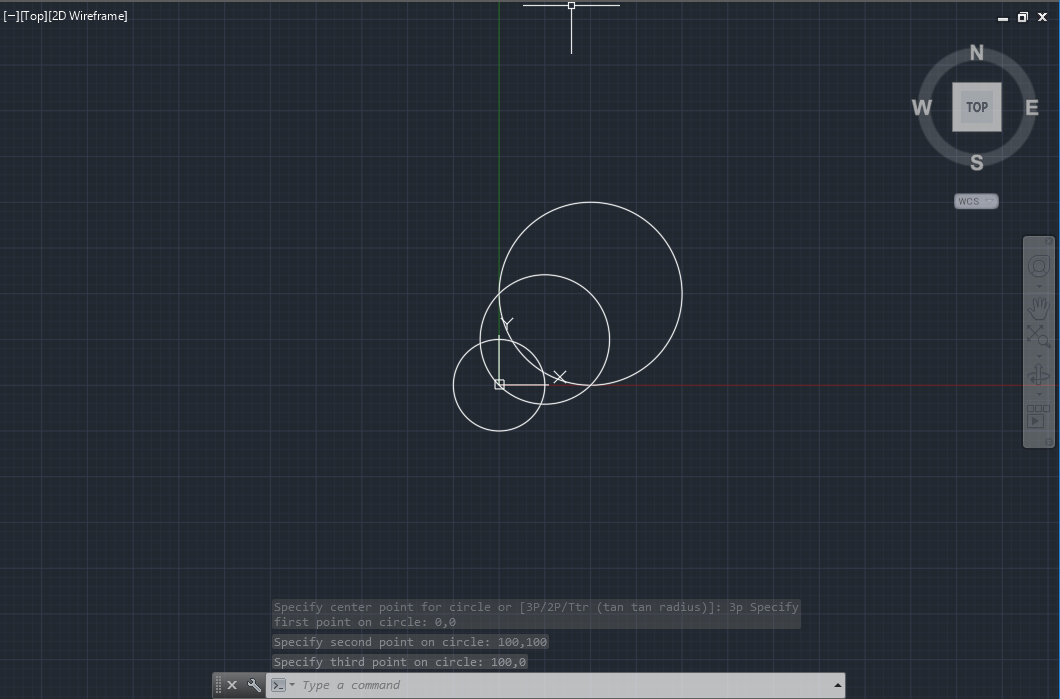 [−][Top][2D Wireframe]
N
W
TOP
E
S
WCS
Y
X
Specify center point for circle or [3P/2P/Ttr (tan tan radius)]: 3p Specify
first point on circle: 0,0
Specify second point on circle: 100,100
Specify third point on circle: 100,0
Type a command